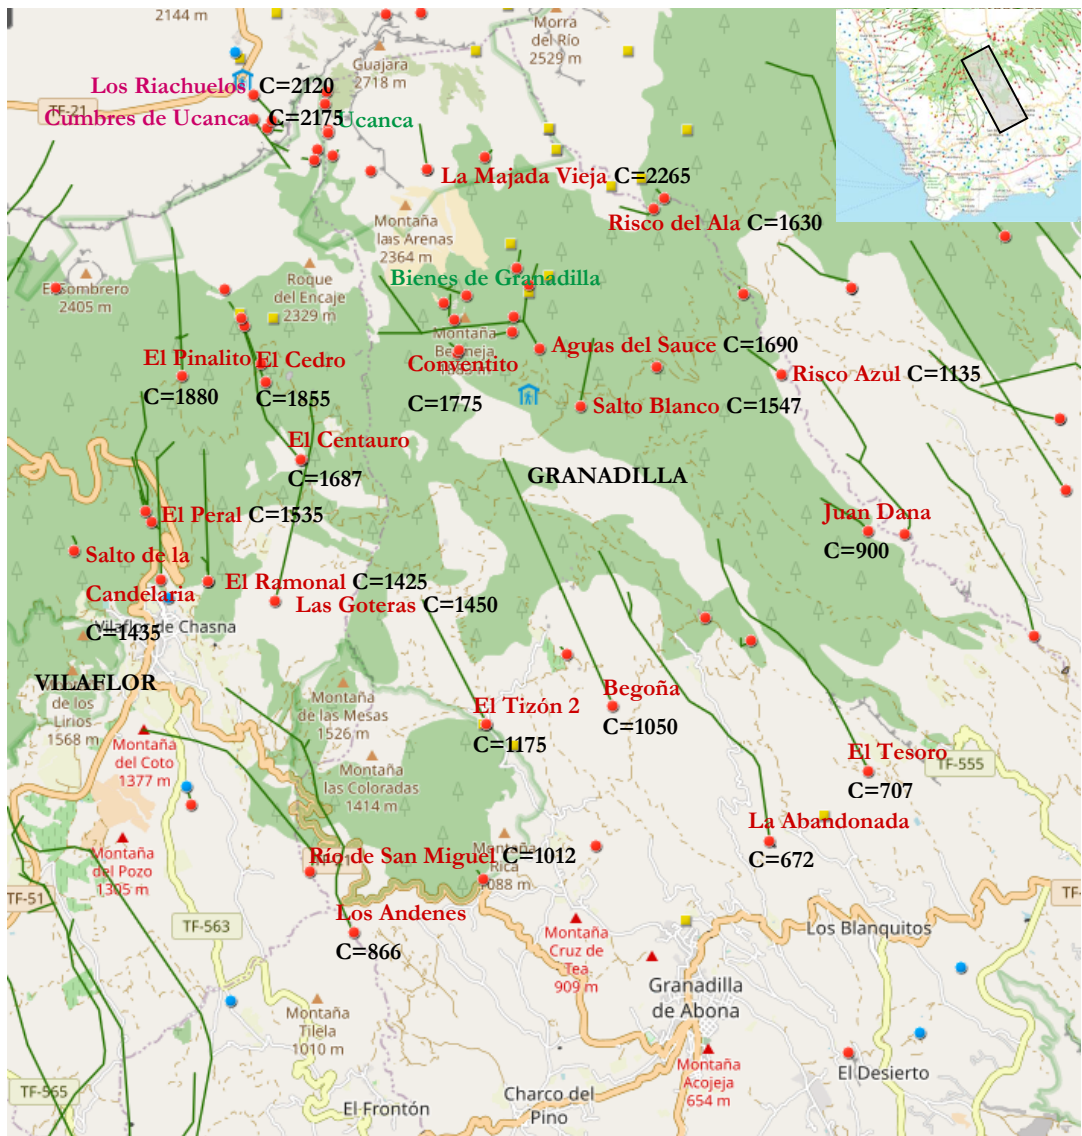 2144 m
Morra
del Río
2529 m
Guajara
2718 m
Los Riachuelos C=2120
TF-21
Cumbres de Ucanca C=2175
Ucanca
La Majada Vieja C=2265
Risco del Ala C=1630
Montaña
las Arenas
2364 m
El Sombrero
2405 m
Roque
del Encaje
2329 m
Bienes de Granadilla
Montaña
El Pinalito
C=1880
El Cedro
C=1855
Conventito
C=1775
Aguas del Sauce C=1690
Risco Azul C=1135
Salto Blanco C=1547
El Centauro
C=1687
GRANADILLA
El Peral C=1535
Juan Dana
C=900
Salto de la
Candelaria
C=1435
El Ramonal C=1425
Las Goteras C=1450
Vilaflor de Chasna
VILAFLOR
de los
Lirios
1568 m
Montaña
de las Mesas
1526 m
El Tizón 2
C=1175
Begoña
C=1050
Montaña
del Coto
1377 m
Montaña
las Coloradas
1414 m
El Tesoro
C=707
TF-555
La Abandonada
C=672
Montaña
del Pozo
1305 m
Río de San Miguel C=1012
Montaña
Rica
1088 m
TF-51
TF-563
Los Andenes
C=866
Montaña
Cruz de
Tea
909 m
Los Blanquitos
Granadilla
de Abona
Montaña
Tilela
1010 m
Montaña
Acojeja
654 m
El Desierto
TF-565
El Frontón
Charco del
Pino